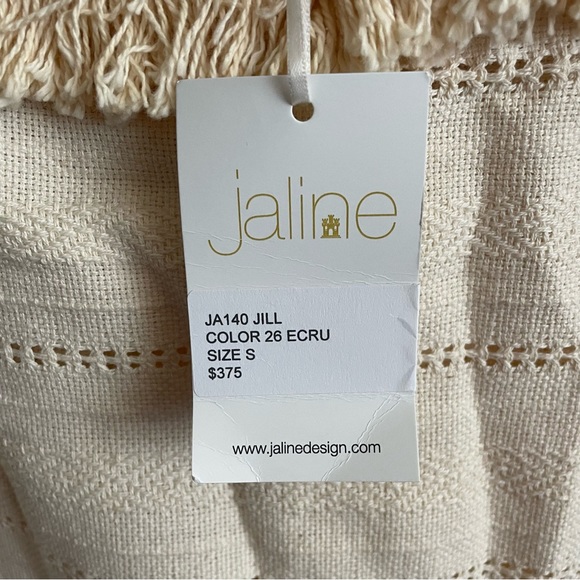 jaline
JA140 JILL
COLOR 26 ECRU
SIZE S
$375
www.jalinedesign.com